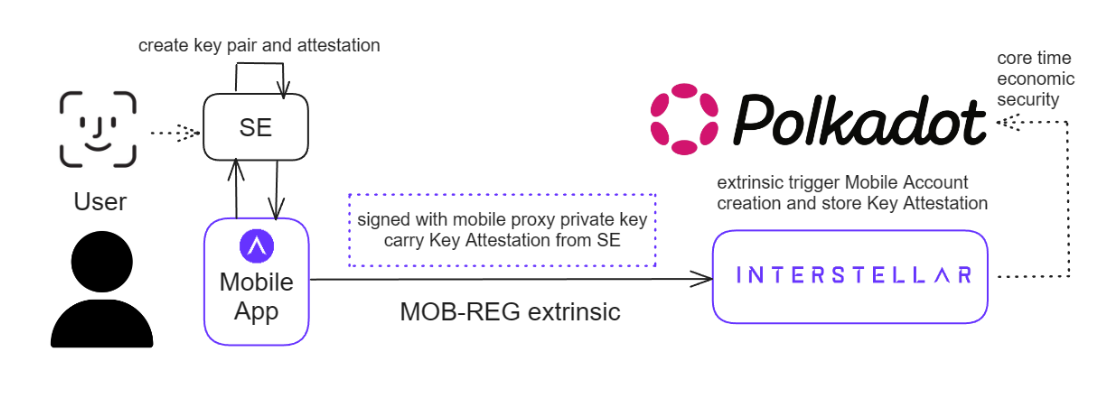 create key pair and attestation
SE
User
Mobile
App
signed with mobile proxy private key
carry Key Attestation from SE
MOB-REG extrinsic
core time
economic
security
Polkadot
extrinsic trigger Mobile Account
creation and store Key Attestation
INTERSTELLAR